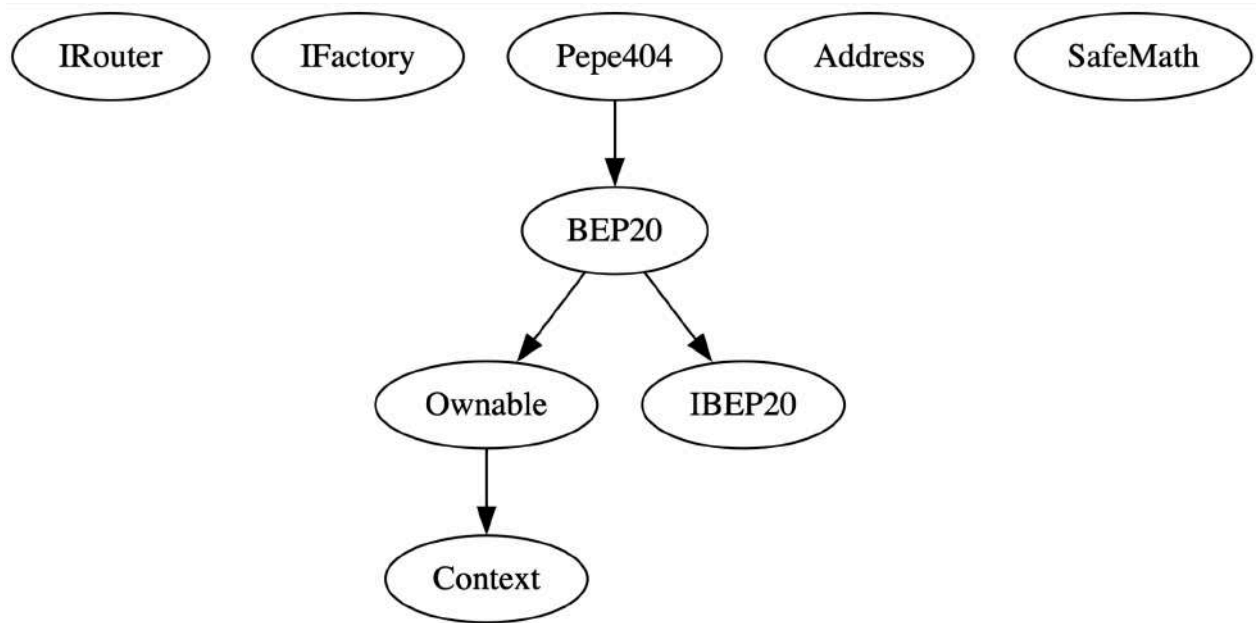 IRouter IFactory Pepe404 Address SafeMath
BEP20
Ownable IBEP20
Context